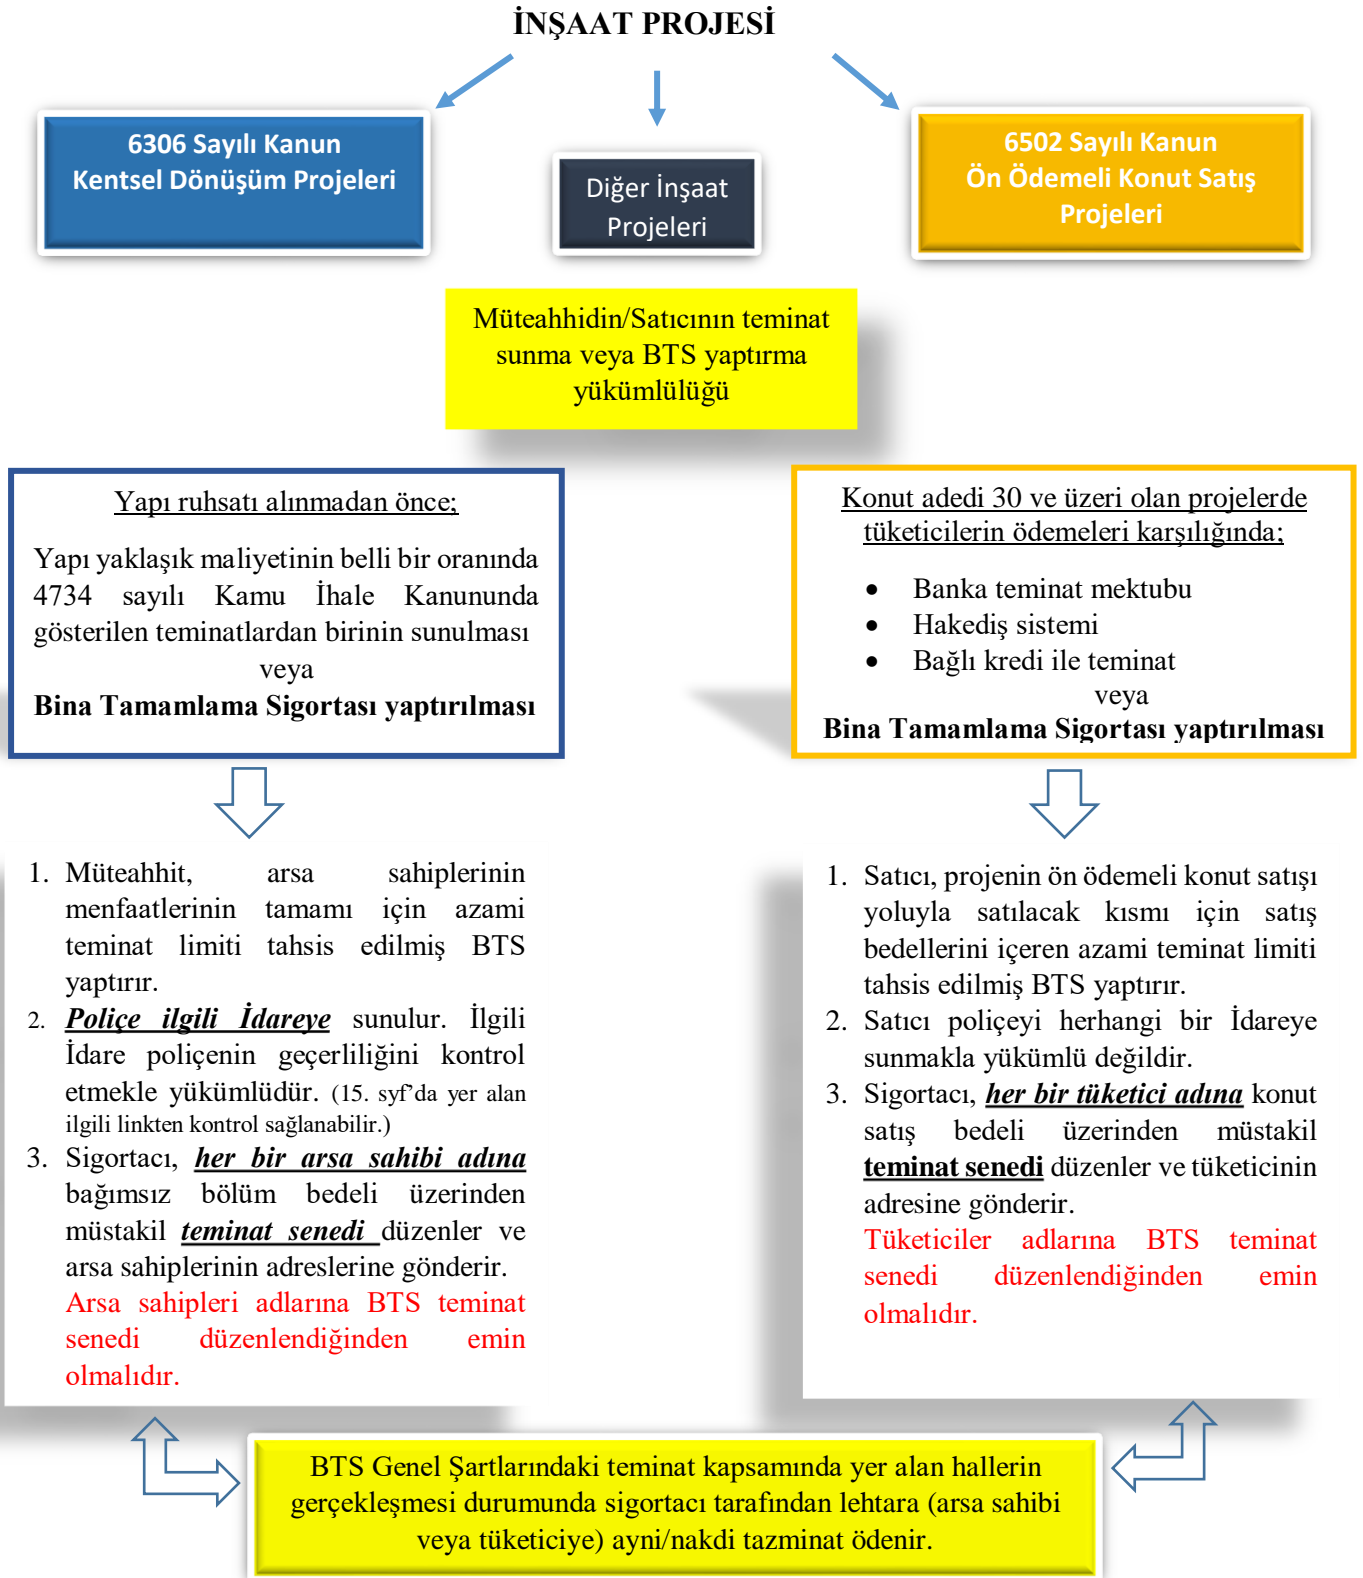 İNŞAAT PROJESİ
6306 Sayılı Kanun
Kentsel Dönüşüm Projeleri
Diğer İnşaat
Projeleri
6502 Sayılı Kanun
Ön Ödemeli Konut Satış
Projeleri
Müteahhidin/Satıcının teminat
sunma veya BTS yaptırma
yükümlülüğü
Yapı ruhsatı alınmadan önce;
Yapı yaklaşık maliyetinin belli bir oranında
4734 sayılı Kamu İhale Kanununda
gösterilen teminatlardan birinin sunulması
veya
Bina Tamamlama Sigortası yaptırılması
Konut adedi 30 ve üzeri olan projelerde
tüketicilerin ödemeleri karşılığında;
• Banka teminat mektubu
• Hakediş sistemi
• Bağlı kredi ile teminat
veya
Bina Tamamlama Sigortası yaptırılması
1. Müteahhit, arsa sahiplerinin
menfaatlerinin tamamı için azami
teminat limiti tahsis edilmiş BTS
yaptırır.
2. Poliçe ilgili İdareye sunulur. İlgili
İdare poliçenin geçerliliğini kontrol
etmekle yükümlüdür. (15. syf’da yer alan
ilgili linkten kontrol sağlanabilir.)
3. Sigortacı, her bir arsa sahibi adına
bağımsız bölüm bedeli üzerinden
müstakil teminat senedi düzenler ve
arsa sahiplerinin adreslerine gönderir.
Arsa sahipleri adlarına BTS teminat
senedi düzenlendiğinden emin
olmalıdır.
1. Satıcı, projenin ön ödemeli konut satışı
yoluyla satılacak kısmı için satış
bedellerini içeren azami teminat limiti
tahsis edilmiş BTS yaptırır.
2. Satıcı poliçeyi herhangi bir İdareye
sunmakla yükümlü değildir.
3. Sigortacı, her bir tüketici adına konut
satış bedeli üzerinden müstakil
teminat senedi düzenler ve tüketicinin
adresine gönderir.
Tüketiciler adlarına BTS teminat
senedi düzenlendiğinden emin
olmalıdır.
BTS Genel Şartlarındaki teminat kapsamında yer alan hallerin
gerçekleşmesi durumunda sigortacı tarafından lehtara (arsa sahibi
veya tüketiciye) ayni/nakdi tazminat ödenir.